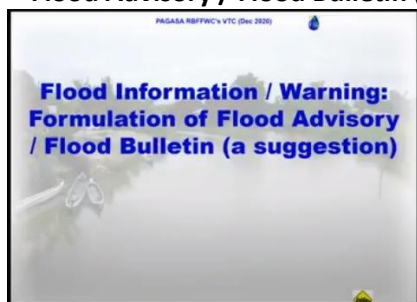 Flood Advisory / Flood Bulletin
PAGASA RBFFWC's VTC (Dec 2020)
Flood Information / Warning:
Formulation of Flood Advisory
/ Flood Bulletin (a suggestion)